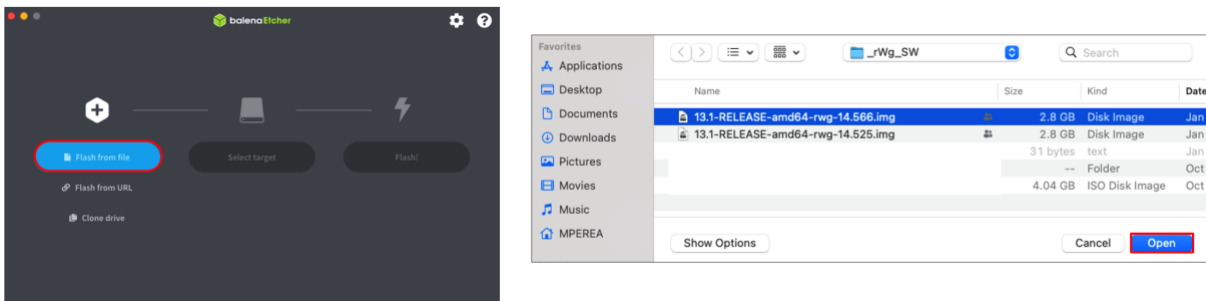 balenaEtcher
Flash from file
Select target
Flash!
Flash from URL
Clone drive
Favorites
Applications
Desktop
Documents
Downloads
Pictures
Movies
Music
MPEREA
_rWg_SW
Search
Name Size Kind Date
13.1-RELEASE-amd64-rwg-14.566.img 2.8 GB Disk Image Jan
13.1-RELEASE-amd64-rwg-14.525.img 2.8 GB Disk Image Jan
31 bytes text Jan
-- Folder Oct
4.04 GB ISO Disk Image Oct
Show Options Cancel Open